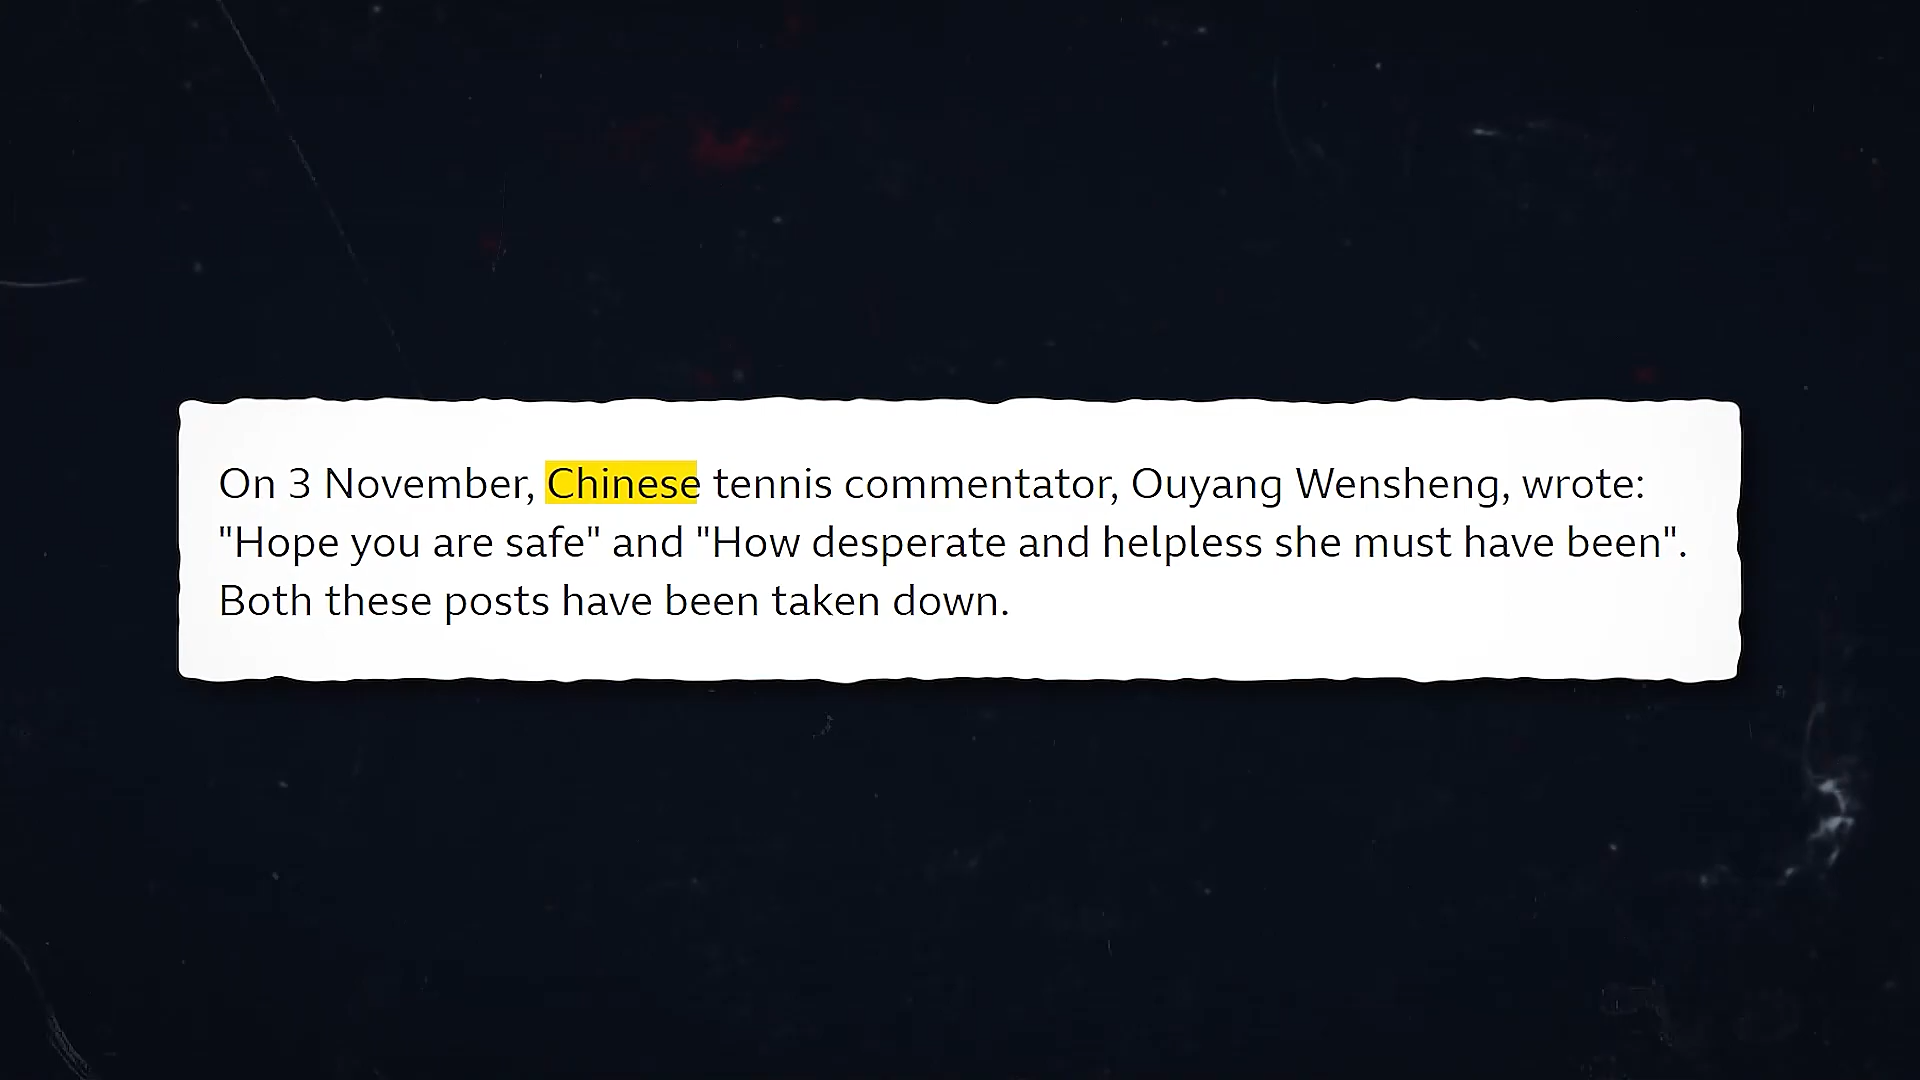 On 3 November, Chinese tennis commentator, Ouyang Wensheng, wrote:
"Hope you are safe" and "How desperate and helpless she must have been".
Both these posts have been taken down.